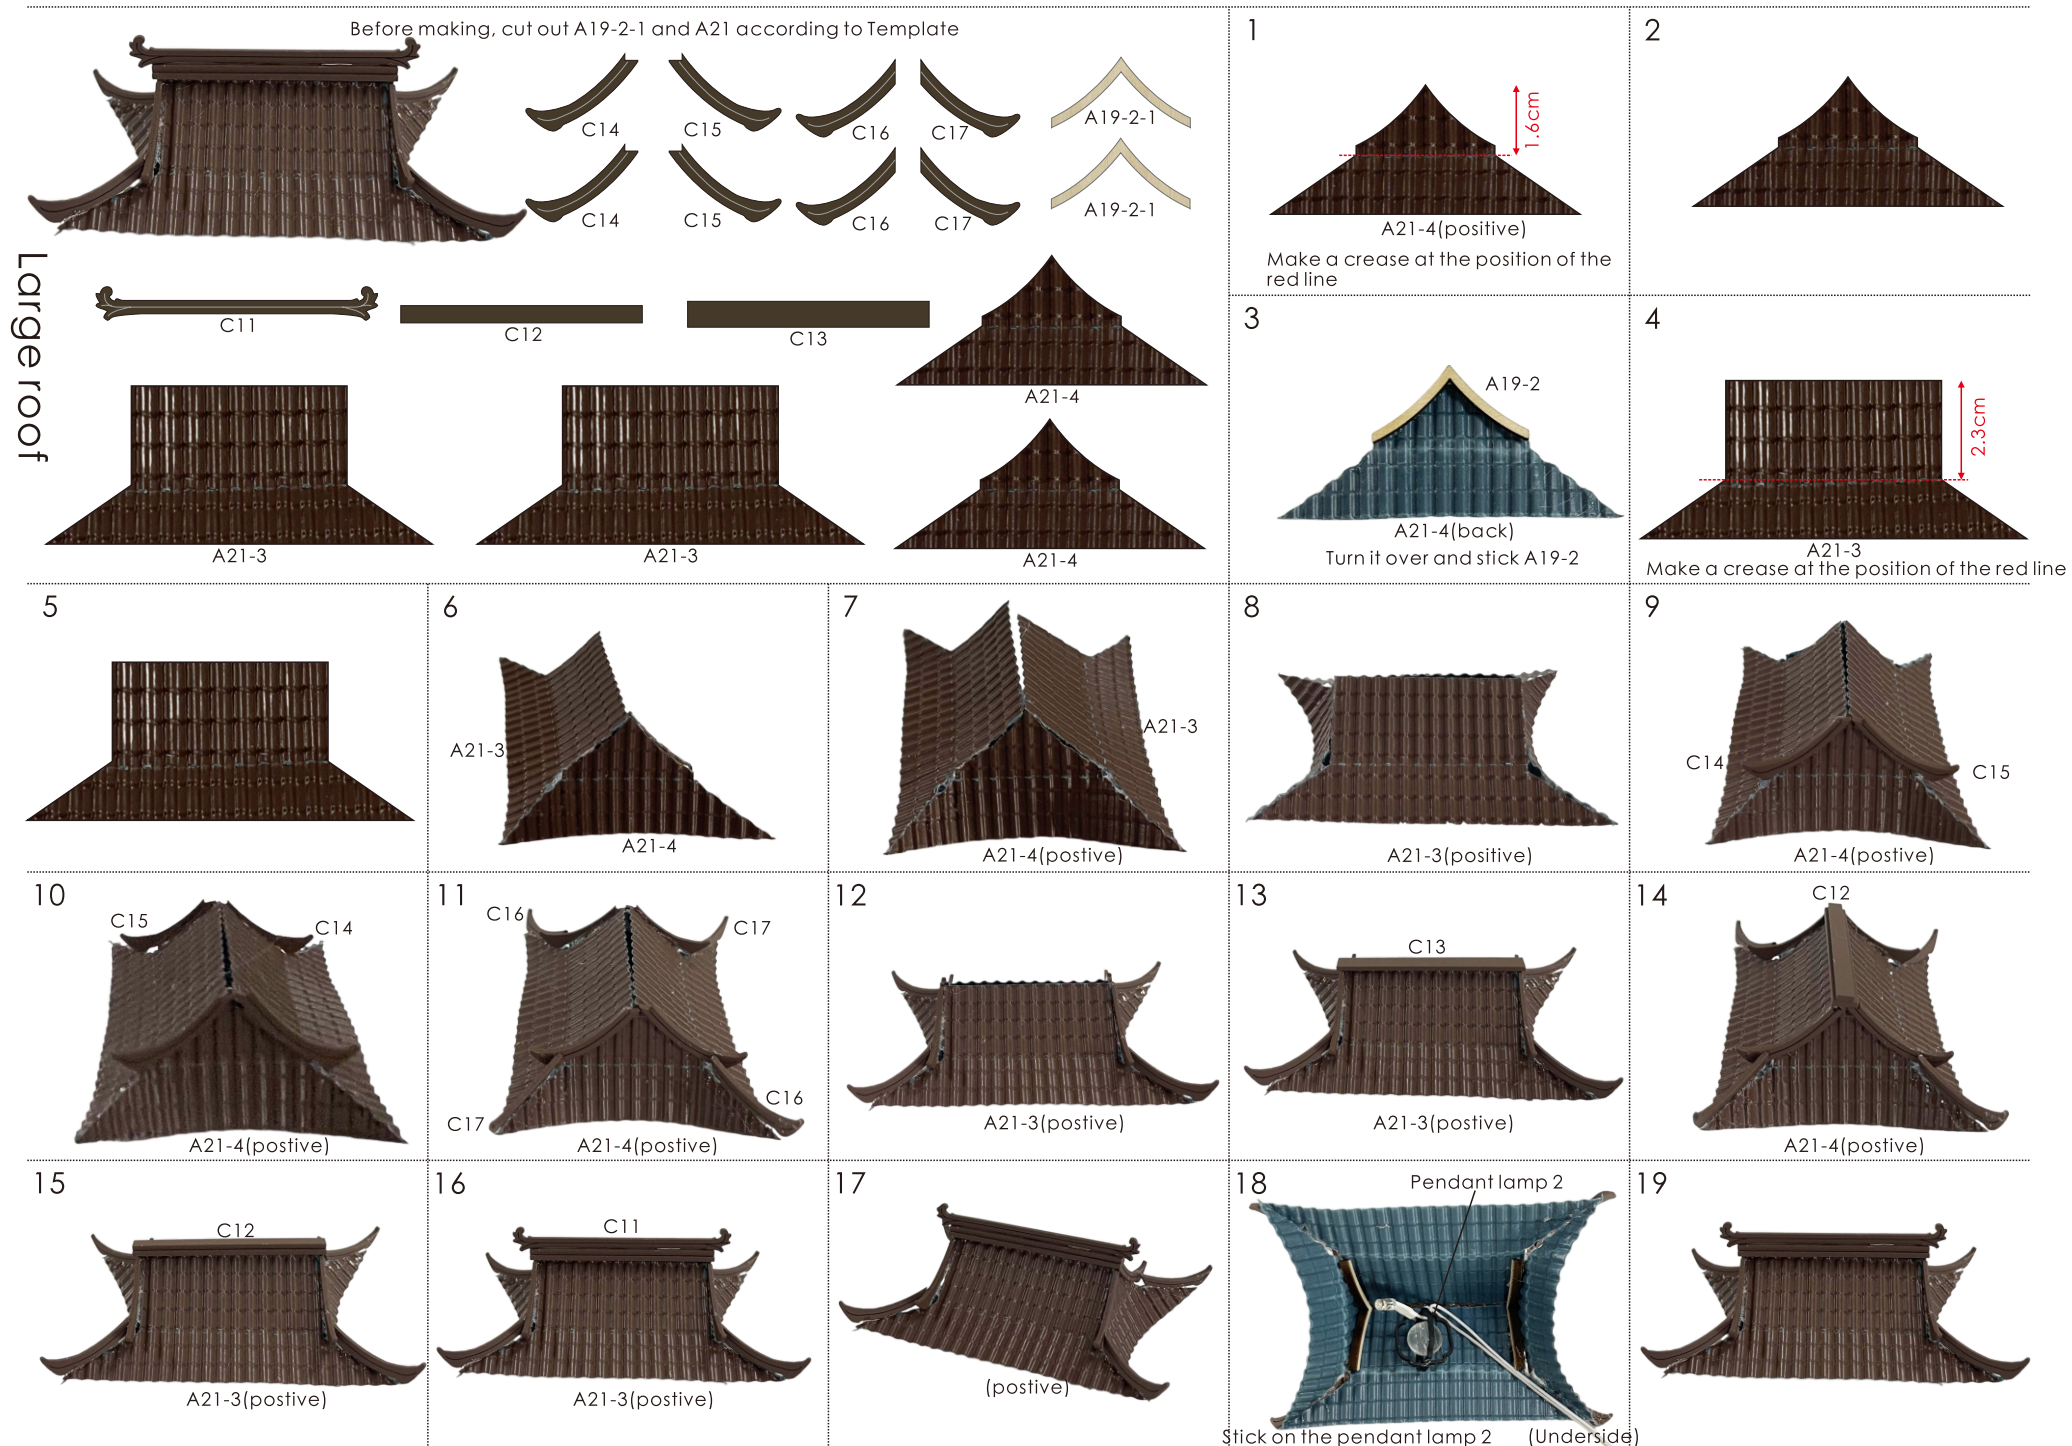 Before making, cut out A19-2-1 and A21 according to Template
C14
C15
C16
C17
A19-2-1
C14
C15
C16
C17
A19-2-1
Large roof
C11
C12
C13
A21-4
A21-3
A21-3
A21-4
1
1.6cm
A21-4(positive)
Make a crease at the position of the
red line
2
3
A19-2
A21-4(back)
Turn it over and stick A19-2
4
2.3cm
A21-3
Make a crease at the position of the red line
5
6
A21-3
A21-4
7
A21-3
A21-4(postive)
8
A21-3(positive)
9
C14
C15
A21-4(postive)
10
C15
C14
A21-4(postive)
11
C16
C17
C16
C17
A21-4(postive)
12
A21-3(postive)
13
C13
A21-3(postive)
14
C12
A21-4(postive)
15
C12
A21-3(postive)
16
C11
A21-3(postive)
17
(postive)
18
Pendant lamp 2
Stick on the pendant lamp 2 (Underside)
19